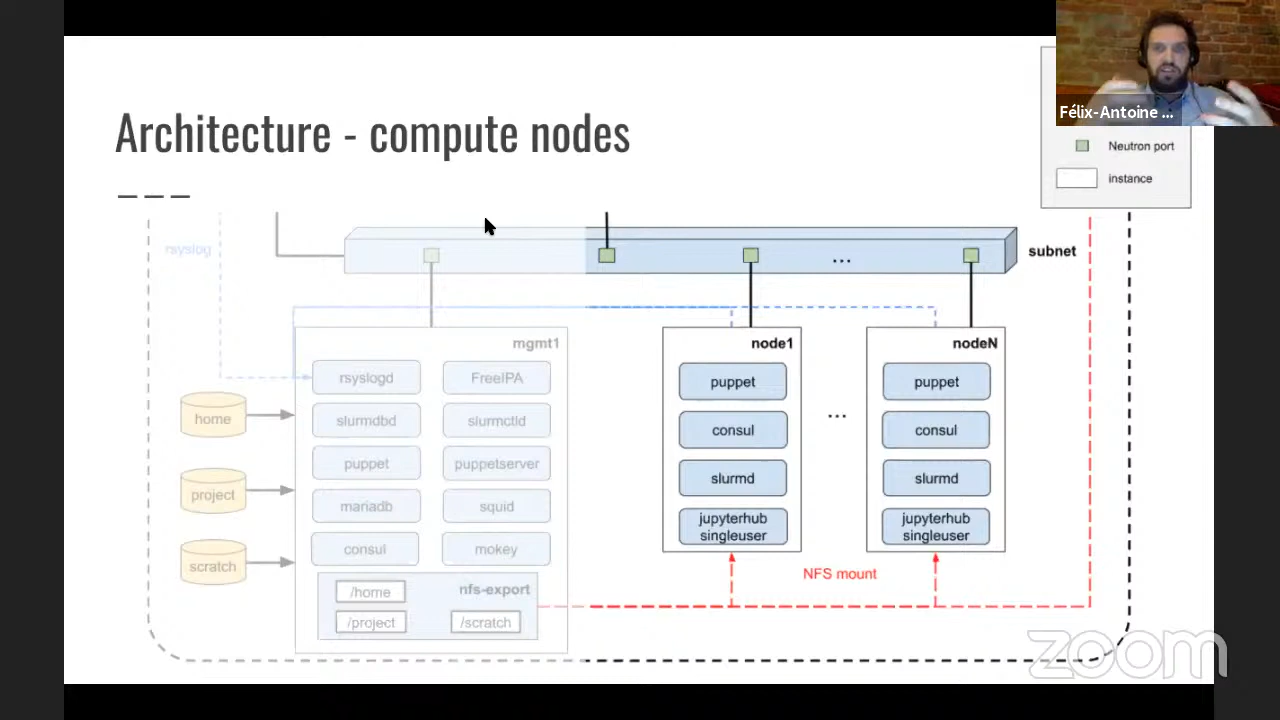 Félix-Antoine ...
Architecture - compute nodes
Neutron port
instance
rsyslog
subnet
...
mgmt1
rsyslogd
FreeIPA
slurmdbd
slurmctld
puppet
puppetserver
mariadb
squid
consul
mokey
nfs-export
/home
/project
/scratch
home
project
scratch
node1
puppet
consul
slurmd
jupyterhub
singleuser
...
nodeN
puppet
consul
slurmd
jupyterhub
singleuser
NFS mount
zoom